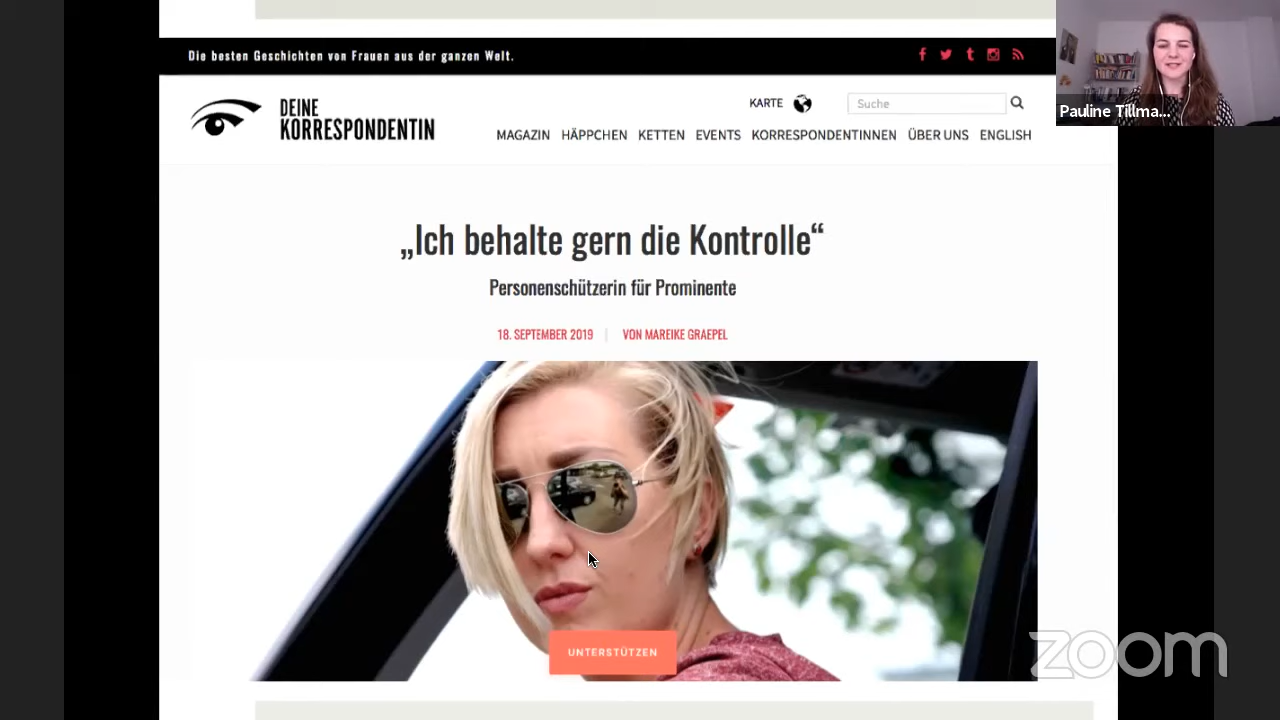 Die besten Geschichten von Frauen aus der ganzen Welt.
DEINE
KORRESPONDENTIN
KARTE
Suche
MAGAZIN HÄPPCHEN KETTEN EVENTS KORRESPONDENTINNEN ÜBER UNS ENGLISH
Pauline Tillma...
„Ich behalte gern die Kontrolle“
Personenschützerin für Prominente
18. SEPTEMBER 2019 | VON MAREIKE GRAEPEL
UNTERSTÜTZEN
zoom